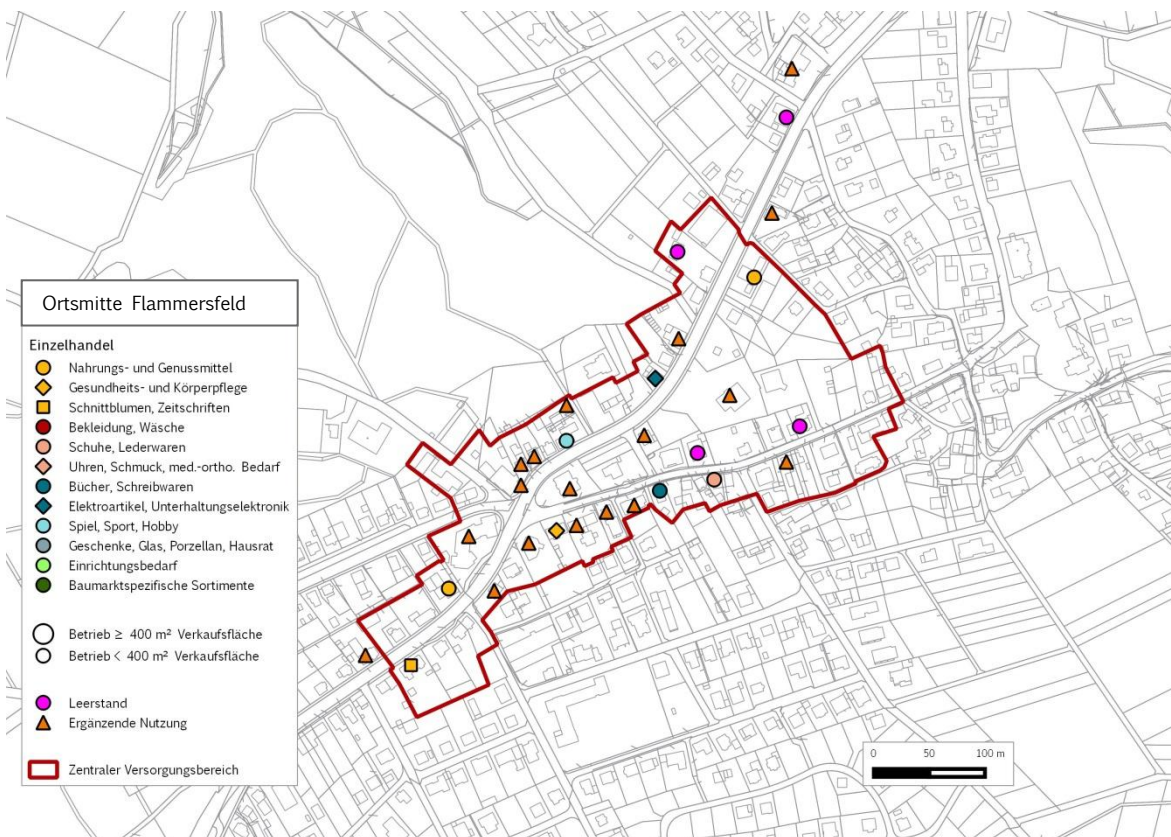 Ortsmitte Flammersfeld
Einzelhandel
Nahrungs- und Genussmittel
Gesundheits- und Körperpflege
Schnittblumen, Zeitschriften
Bekleidung, Wäsche
Schuhe, Lederwaren
Uhren, Schmuck, med.-ortho. Bedarf
Bücher, Schreibwaren
Elektroartikel, Unterhaltungselektronik
Spiel, Sport, Hobby
Geschenke, Glas, Porzellan, Hausrat
Einrichtungsbedarf
Baumarktspezifische Sortimente
Betrieb ≥ 400 m² Verkaufsfläche
Betrieb < 400 m² Verkaufsfläche
Leerstand
Ergänzende Nutzung
Zentraler Versorgungsbereich
0 50 100 m